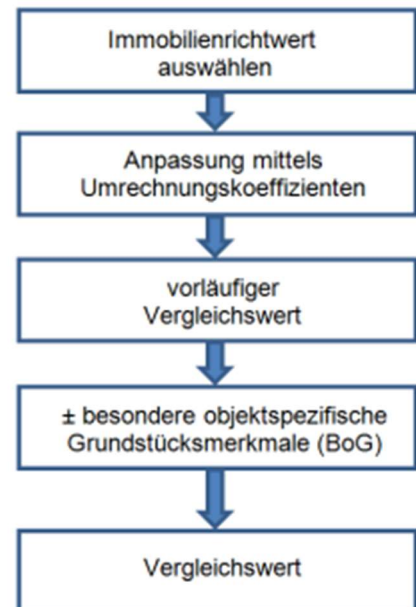 Immobilienrichtwert
auswählen
Anpassung mittels
Umrechnungskoeffizienten
vorläufiger
Vergleichswert
± besondere objektspezifische
Grundstücksmerkmale (BoG)
Vergleichswert